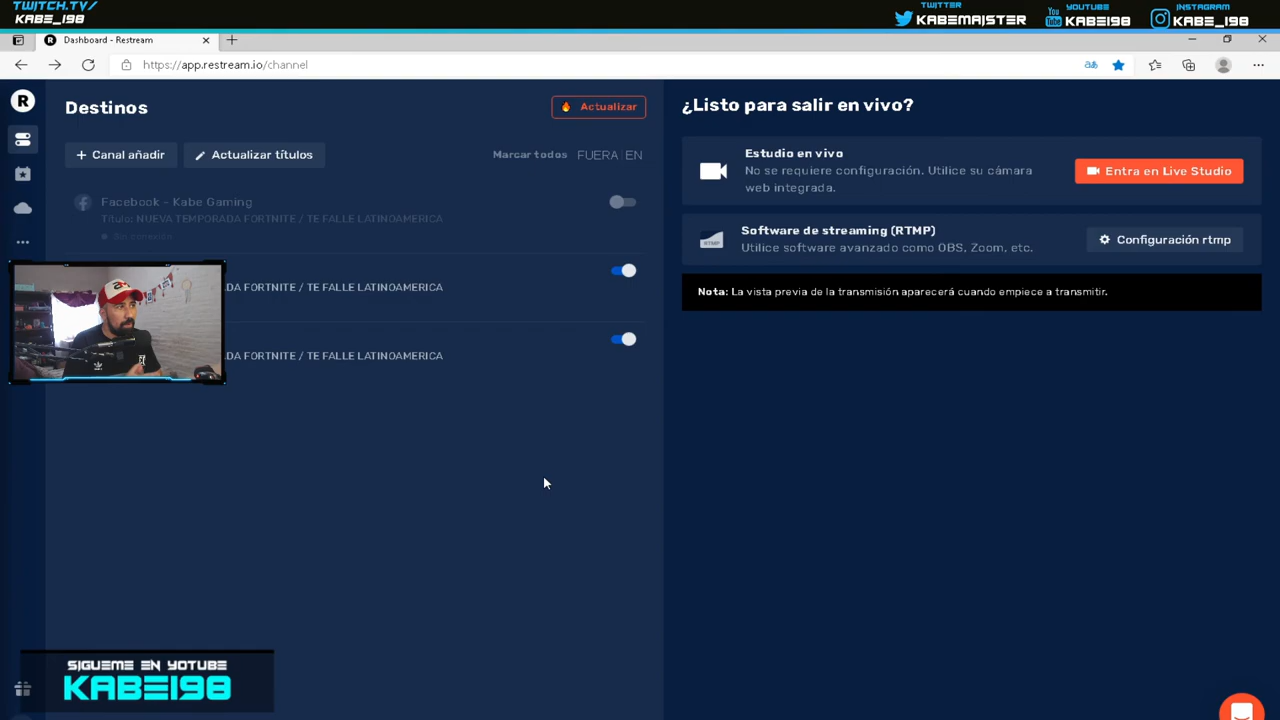 TWITCH.TV/
KABE_198
TWITTER
KABEMAJSTER
YOUTUBE
KABE198
INSTAGRAM
KABE_198
Dashboard - Restream
https://app.restream.io/channel
Destinos
Actualizar
+ Canal añadir
Actualizar títulos
Marcar todos FUERA EN
Facebook - Kabe Gaming
Título: NUEVA TEMPORADA FORTNITE / TE FALLE LATINOAMERICA
Sin conexión
DA FORTNITE / TE FALLE LATINOAMERICA
DA FORTNITE / TE FALLE LATINOAMERICA
¿Listo para salir en vivo?
Estudio en vivo
No se requiere configuración. Utilice su cámara
web integrada.
Entra en Live Studio
RTMP
Software de streaming (RTMP)
Utilice software avanzado como OBS, Zoom, etc.
Configuración rtmp
Nota: La vista previa de la transmisión aparecerá cuando empiece a transmitir.
SIGUEME EN YOTUBE
KABE198